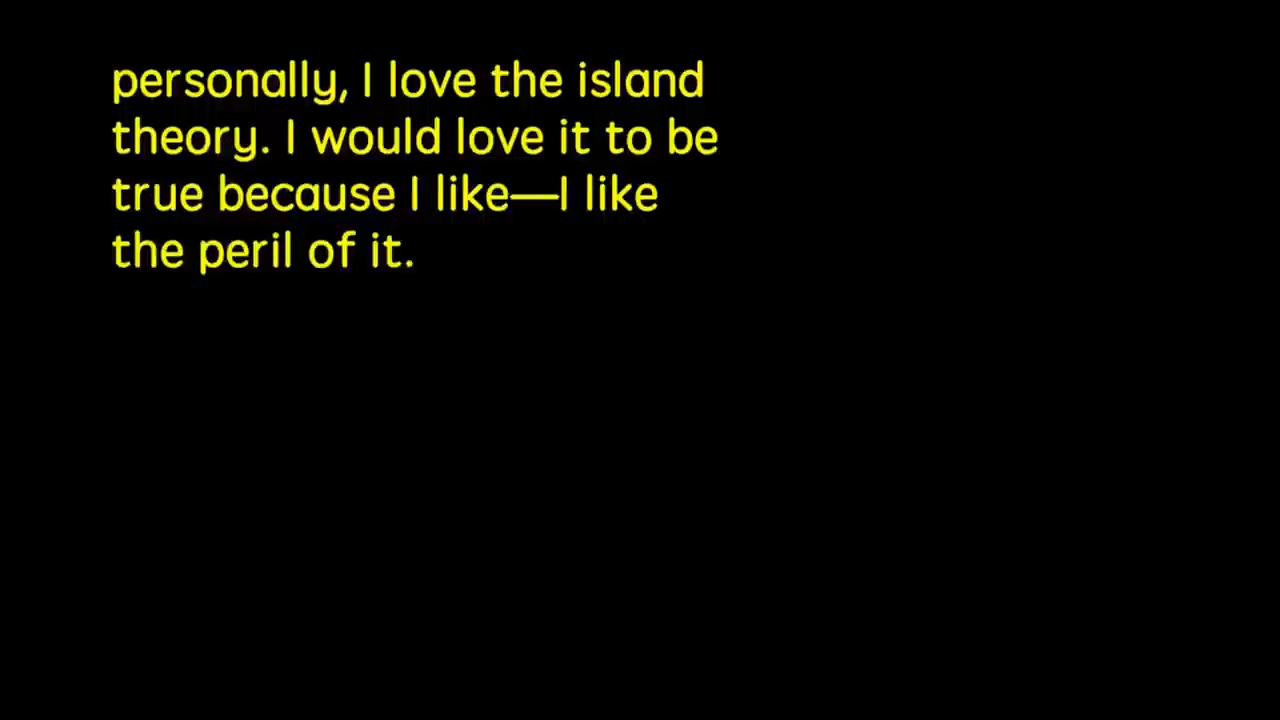 personally, I love the island
theory. I would love it to be
true because I like—I like
the peril of it.